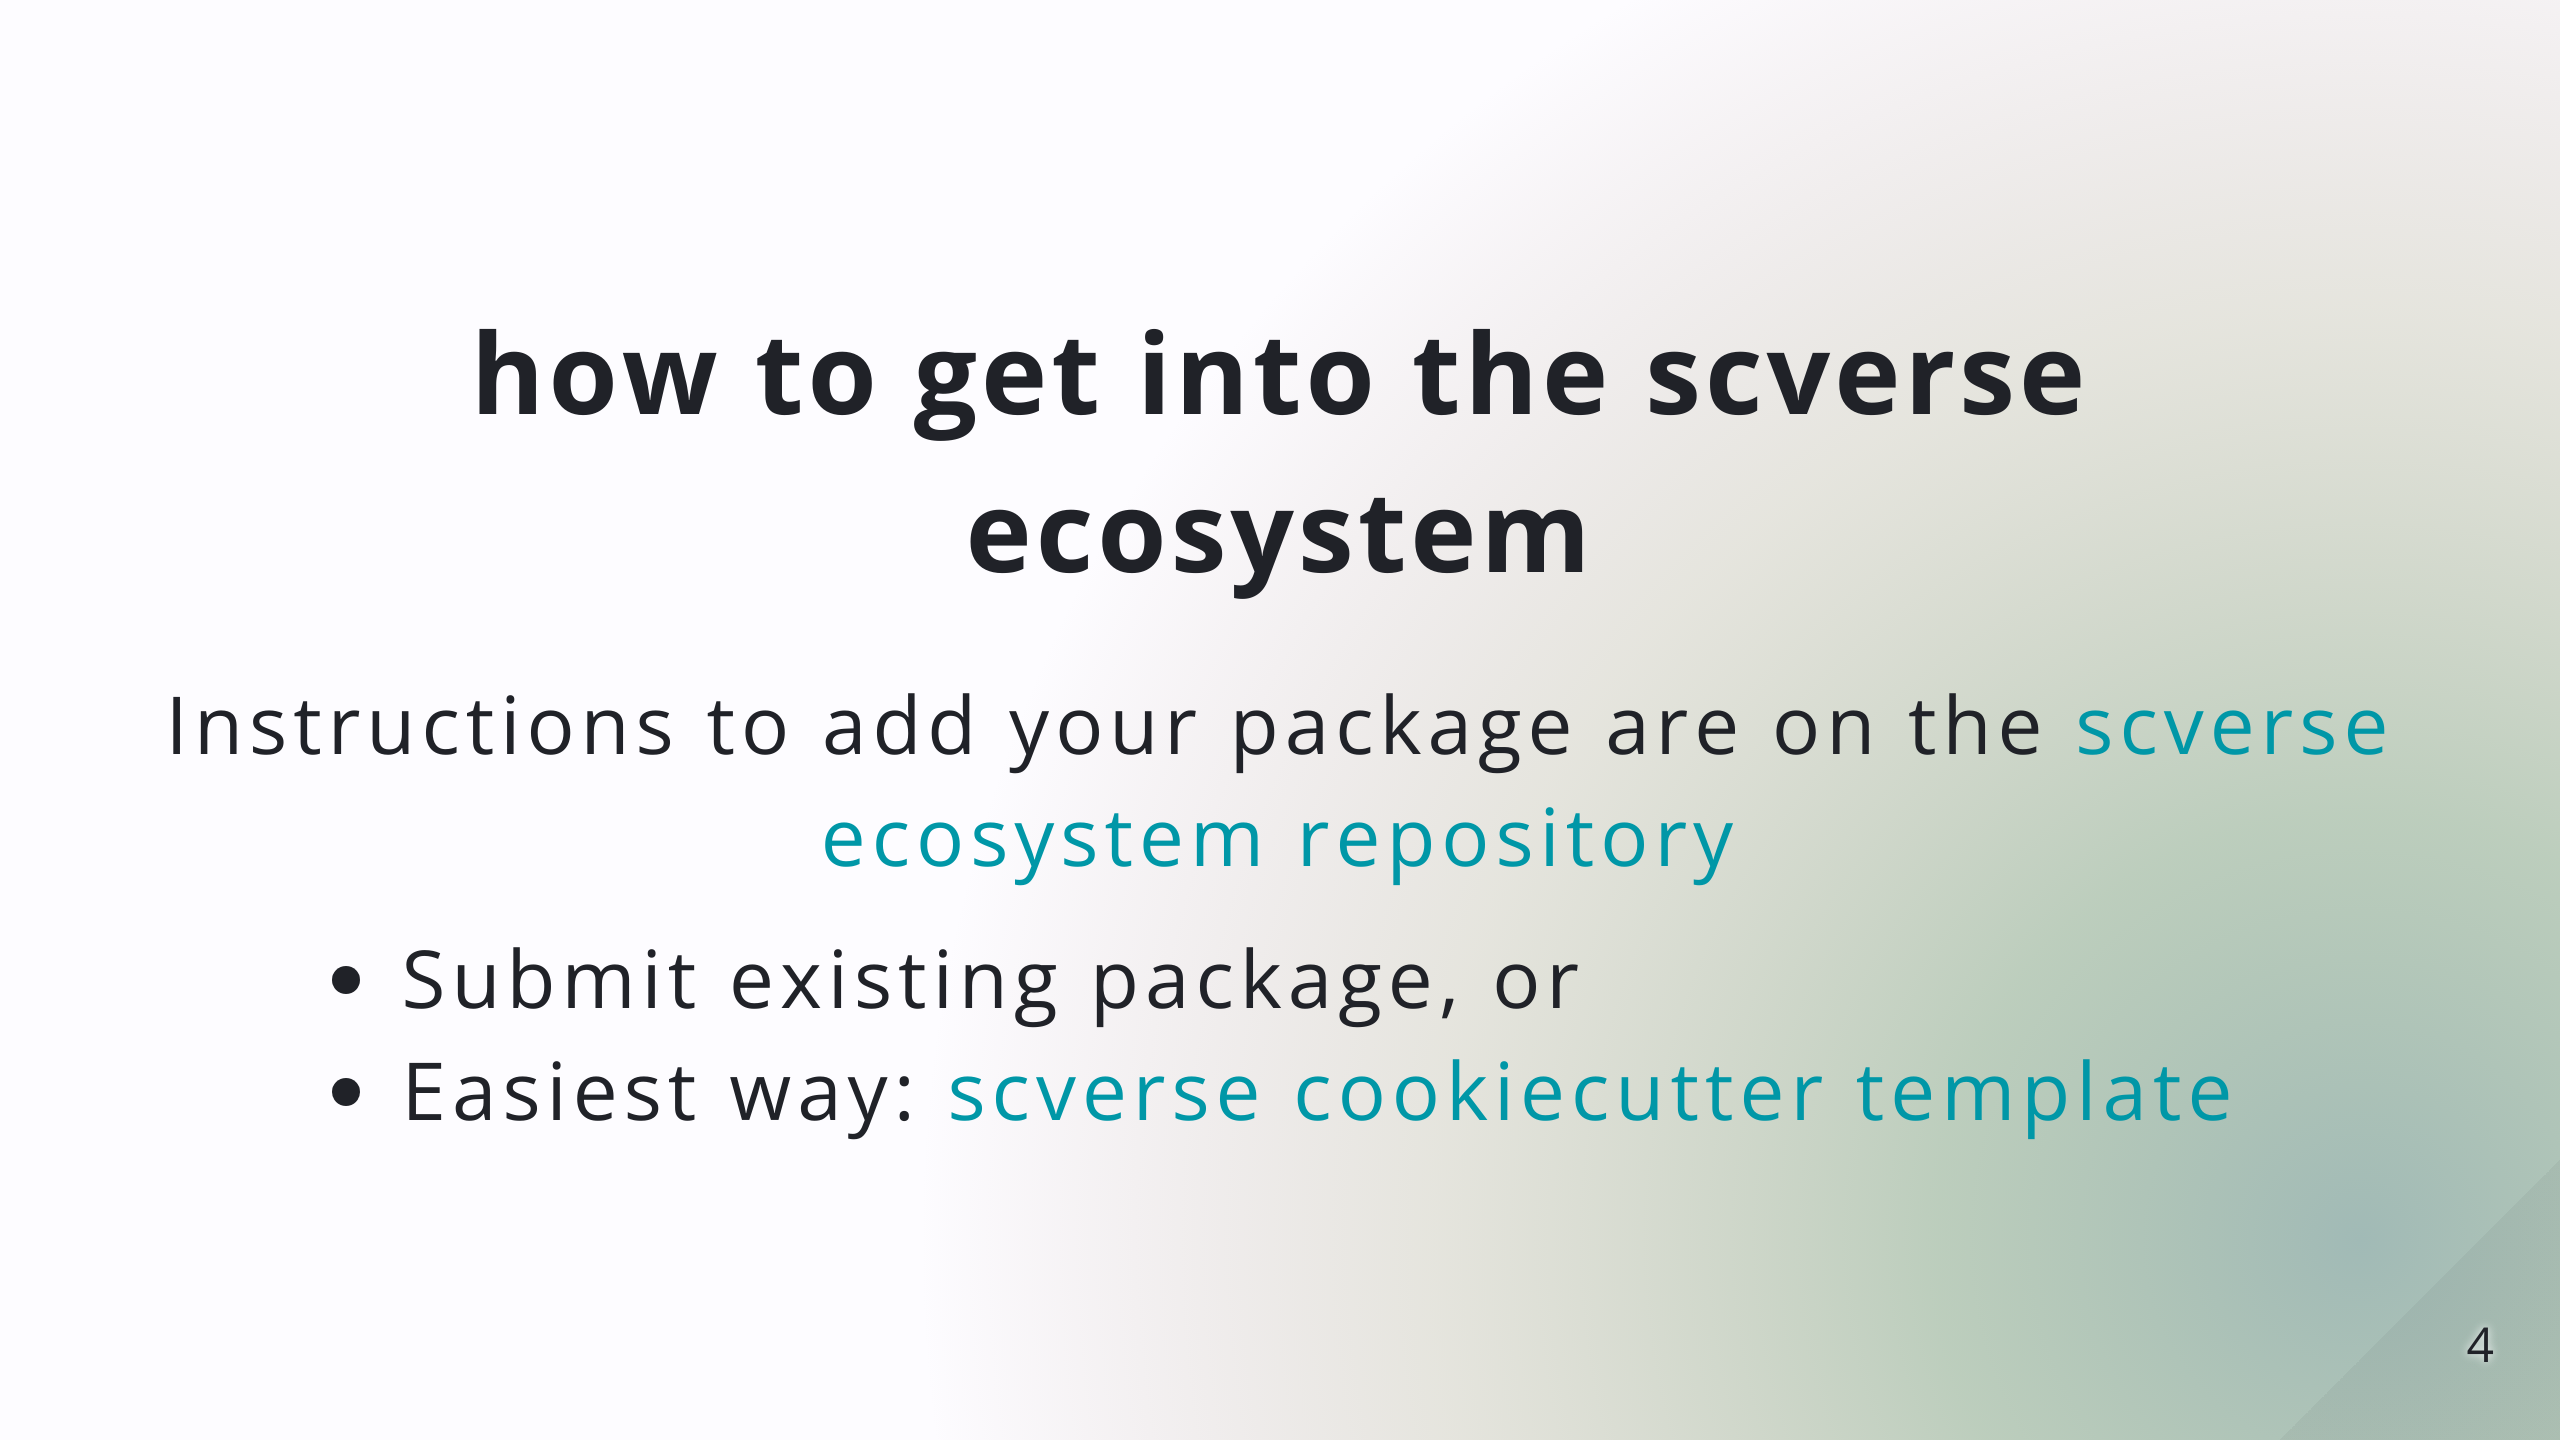 how to get into the scverse
ecosystem
Instructions to add your package are on the scverse
ecosystem repository
• Submit existing package, or
• Easiest way: scverse cookiecutter template
4